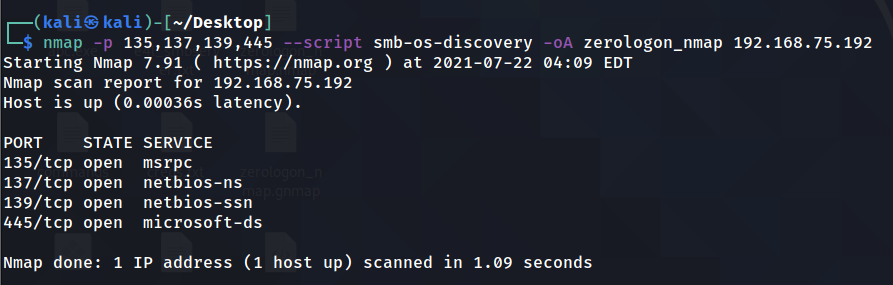 ┌──(kali㉿kali)-[~/Desktop]
└─$ nmap -p 135,137,139,445 --script smb-os-discovery -oA zerologon_nmap 192.168.75.192
Starting Nmap 7.91 ( https://nmap.org ) at 2021-07-22 04:09 EDT
Nmap scan report for 192.168.75.192
Host is up (0.00036s latency).
PORT    STATE SERVICE
135/tcp open  msrpc
137/tcp open  netbios-ns
139/tcp open  netbios-ssn
445/tcp open  microsoft-ds
zerologon_n
map.gnmap
Nmap done: 1 IP address (1 host up) scanned in 1.09 seconds